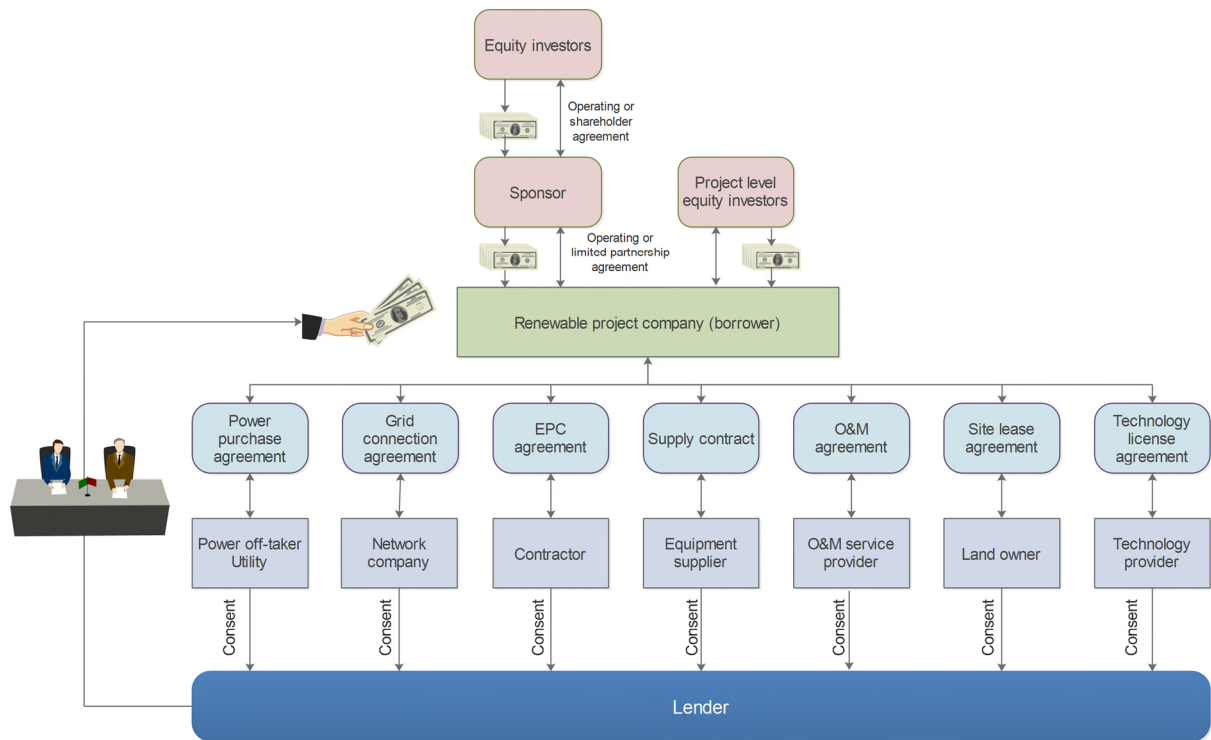 Equity investors
Operating or
shareholder
agreement
Sponsor
Project level
equity investors
Operating or
limited partnership
agreement
Renewable project company (borrower)
Power
purchase
agreement
Grid
connection
agreement
EPC
agreement
Supply contract
O&M
agreement
Site lease
agreement
Technology
license
agreement
Power off-taker
Utility
Network
company
Contractor
Equipment
supplier
O&M service
provider
Land owner
Technology
provider
Consent
Consent
Consent
Consent
Consent
Consent
Consent
Lender